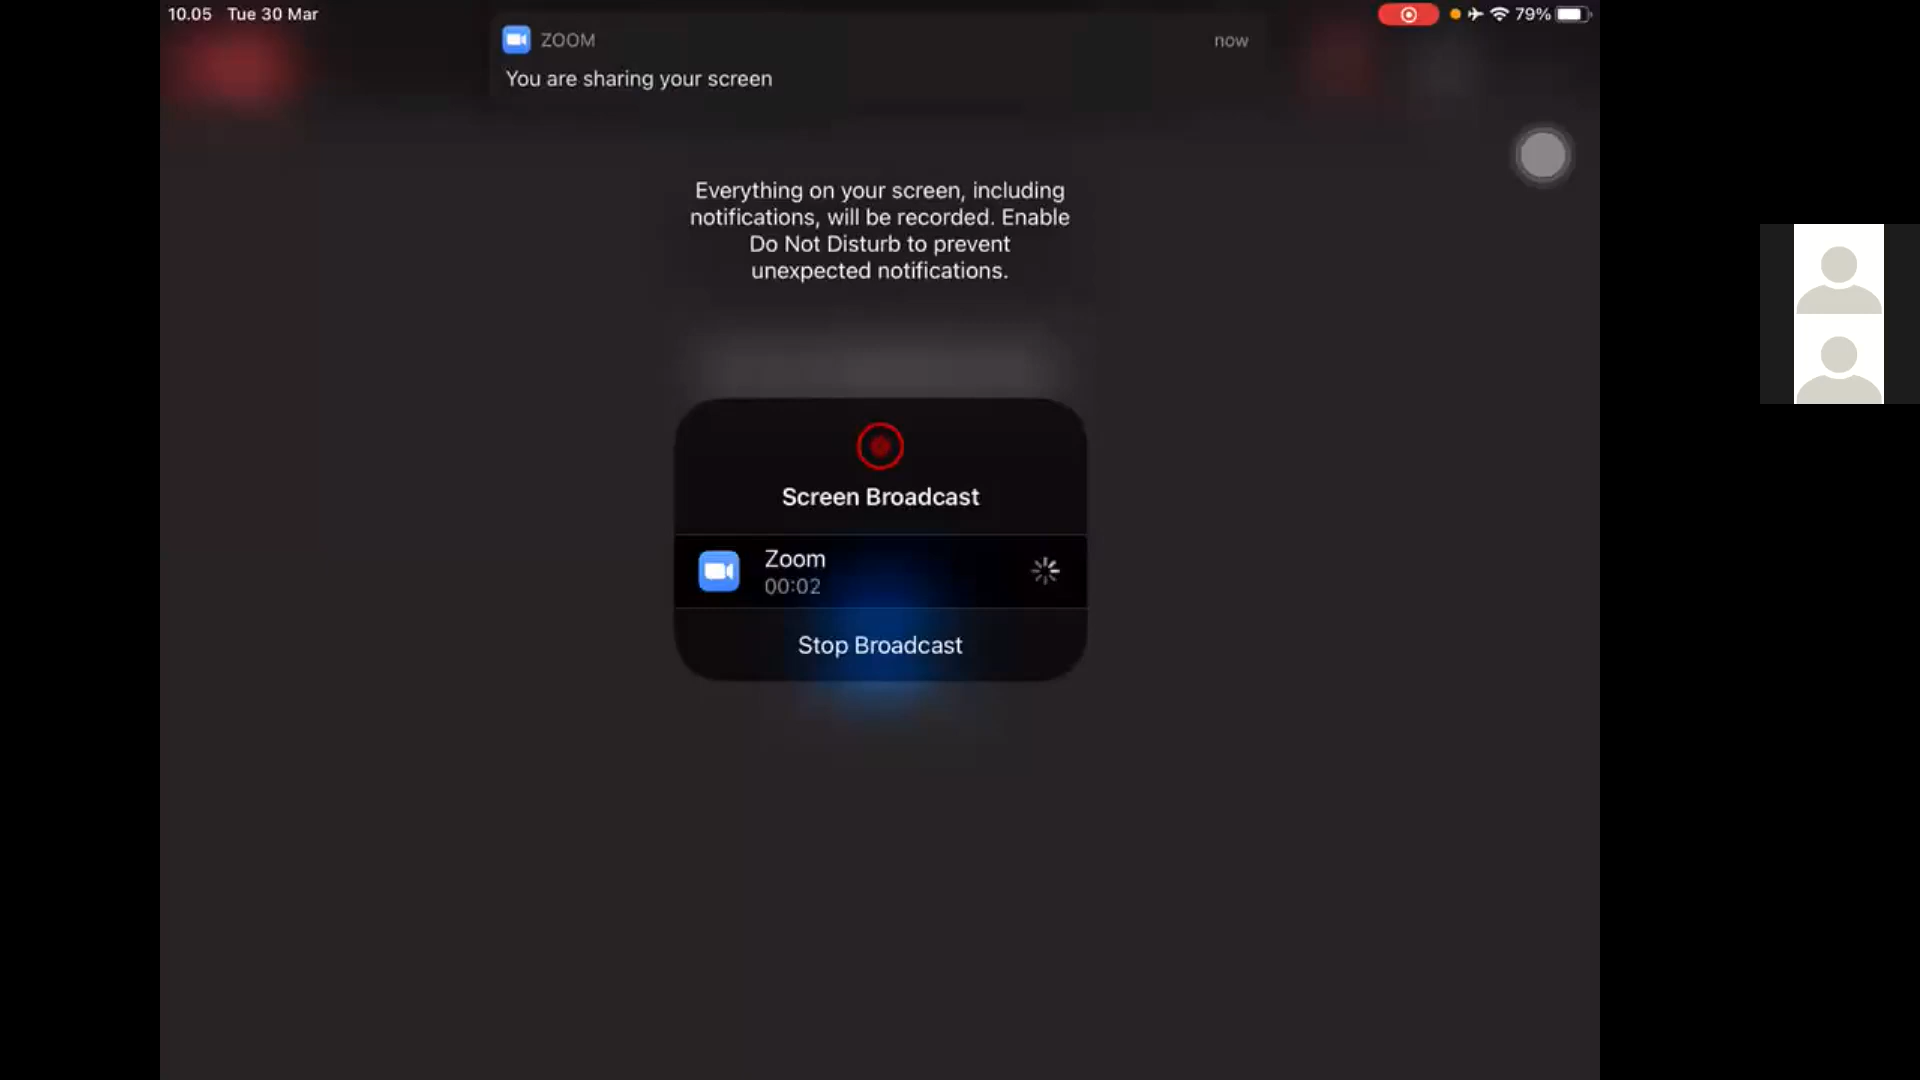 10.05 Tue 30 Mar
79%
ZOOM
now
You are sharing your screen
Everything on your screen, including
notifications, will be recorded. Enable
Do Not Disturb to prevent
unexpected notifications.
Screen Broadcast
Zoom
00:02
Stop Broadcast